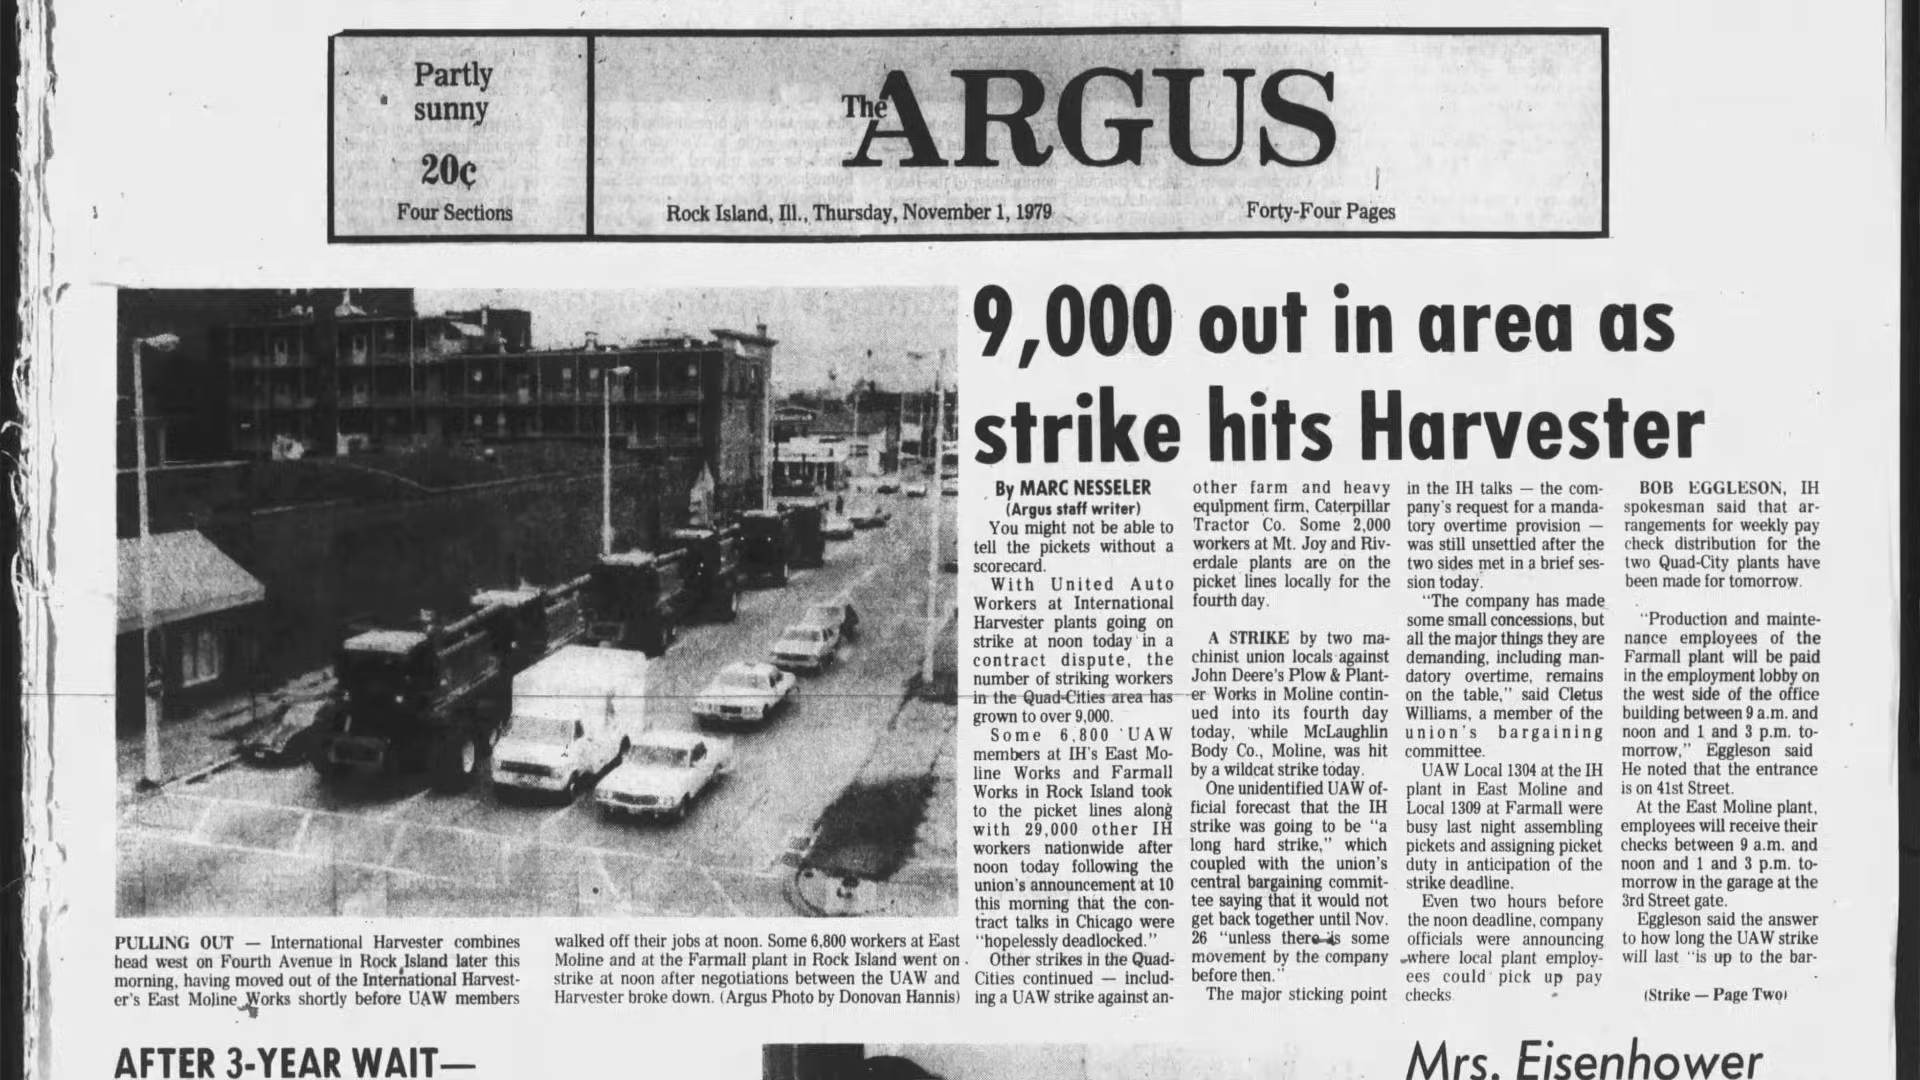 Partly
sunny
20¢
Four Sections
The ARGUS
Rock Island, Ill., Thursday, November 1, 1979
Forty-Four Pages
9,000 out in area as
strike hits Harvester
By MARC NESSELER
(Argus staff writer)
You might not be able to
tell the pickets without a
scorecard.
With United Auto
Workers at International
Harvester plants going on
strike at noon today in a
contract dispute, the
number of striking workers
in the Quad-Cities area has
grown to over 9,000.
Some 6,800 UAW
members at IH's East Mo-
line Works and Farmall
Works in Rock Island took
to the picket lines along
with 29,000 other IH
workers nationwide after
noon today following the
union's announcement at 10
this morning that the con-
tract talks in Chicago were
"hopelessly deadlocked."
Other strikes in the Quad-
Cities continued — includ-
ing a UAW strike against an-
other farm and heavy
equipment firm, Caterpillar
Tractor Co. Some 2,000
workers at Mt. Joy and Riv-
erdale plants are on the
picket lines locally for the
fourth day.
A STRIKE by two ma-
chinist union locals against
John Deere's Plow & Plant-
er Works in Moline contin-
ued into its fourth day
today, while McLaughlin
Body Co., Moline, was hit
by a wildcat strike today.
One unidentified UAW of-
ficial forecast that the IH
strike was going to be "a
long hard strike," which
coupled with the union's
central bargaining commit-
tee saying that it would not
get back together until Nov.
26 "unless there is some
movement by the company
before then."
The major sticking point
in the IH talks — the com-
pany's request for a manda-
tory overtime provision —
was still unsettled after the
two sides met in a brief ses-
sion today.
"The company has made
some small concessions, but
all the major things they are
demanding, including man-
datory overtime, remains
on the table," said Cletus
Williams, a member of the
union's bargaining
committee.
UAW Local 1304 at the IH
plant in East Moline and
Local 1309 at Farmall were
busy last night assembling
pickets and assigning picket
duty in anticipation of the
strike deadline.
Even two hours before
the noon deadline, company
officials were announcing
where local plant employ-
ees could pick up pay
checks
BOB EGGLESON, IH
spokesman said that ar-
rangements for weekly pay
check distribution for the
two Quad-City plants have
been made for tomorrow.
"Production and mainte-
nance employees of the
Farmall plant will be paid
in the employment lobby on
the west side of the office
building between 9 a.m. and
noon and 1 and 3 p.m. to-
morrow," Eggleson said
He noted that the entrance
is on 41st Street.
At the East Moline plant,
employees will receive their
checks between 9 a.m. and
noon and 1 and 3 p.m. to-
morrow in the garage at the
3rd Street gate.
Eggleson said the answer
to how long the UAW strike
will last "is up to the bar-
(Strike — Page Two)
PULLING OUT — International Harvester combines
head west on Fourth Avenue in Rock Island later this
morning, having moved out of the International Harvest-
er's East Moline Works shortly before UAW members
walked off their jobs at noon. Some 6,800 workers at East
Moline and at the Farmall plant in Rock Island went on
strike at noon after negotiations between the UAW and
Harvester broke down. (Argus Photo by Donovan Hannis)
AFTER 3-YEAR WAIT—
Mrs. Eisenhower